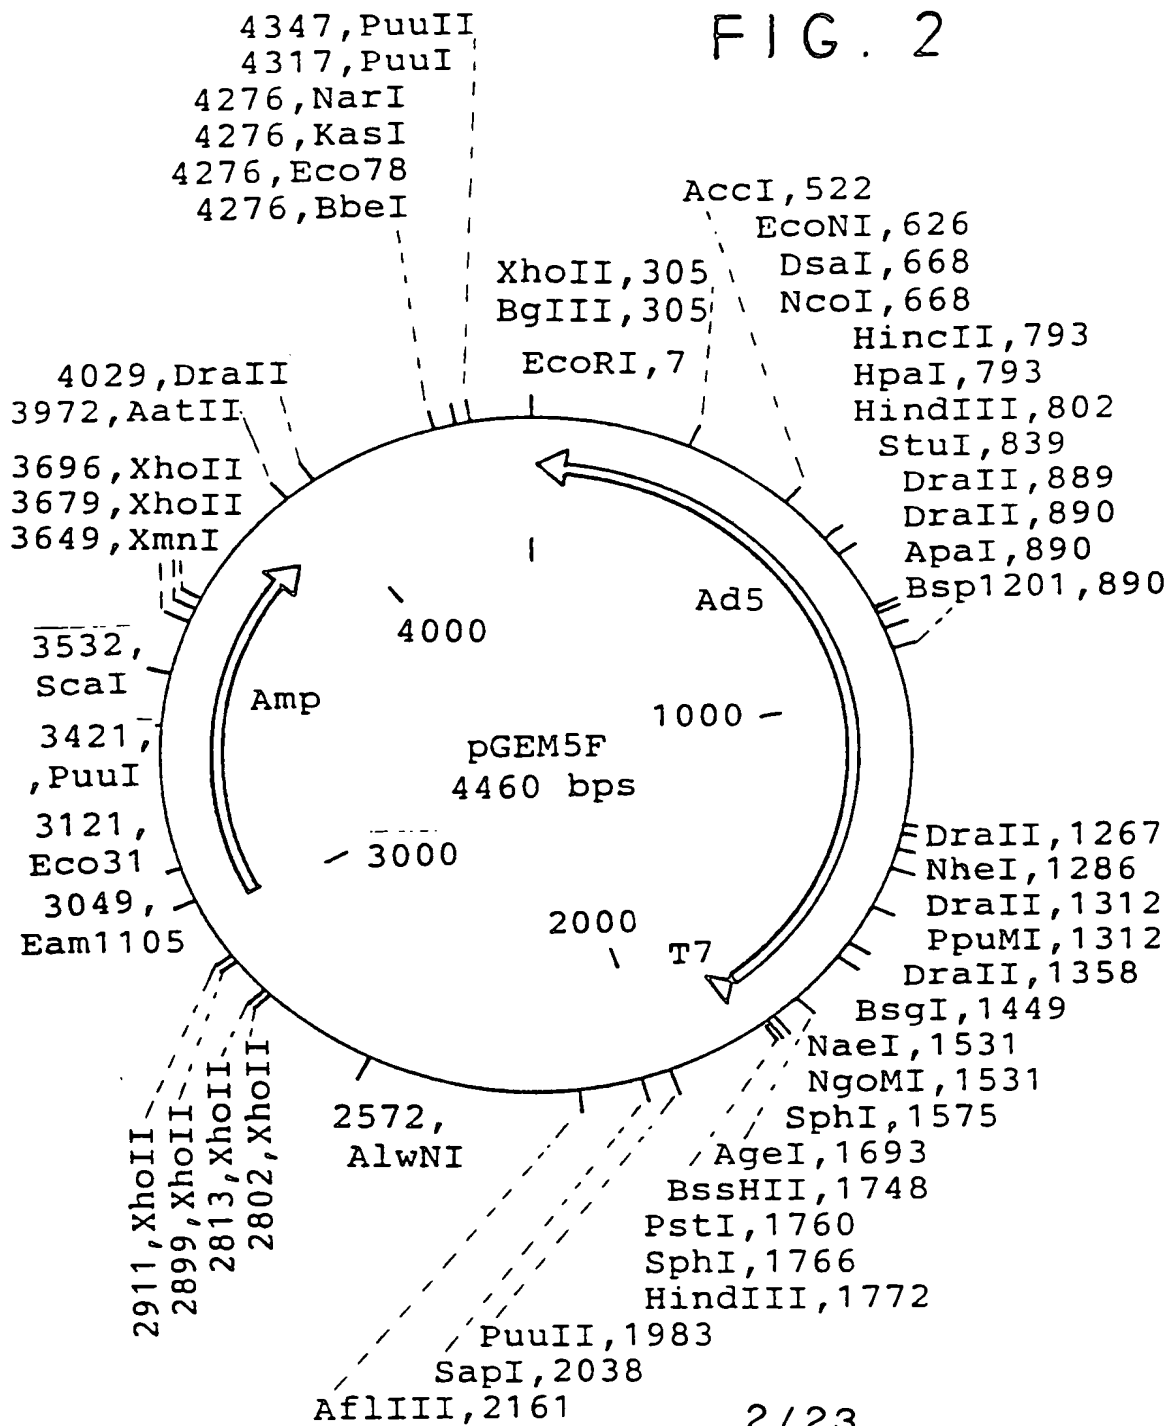 FIG. 2
4347,PuuII
4317,PuuI
4276,NarI
4276,KasI
4276,Eco78
4276,BbeI
AccI,522
EcoNI,626
DsaI,668
NcoI,668
XhoII,305
BgIII,305
EcoRI,7
HincII,793
HpaI,793
HindIII,802
StuI,839
DraII,889
DraII,890
ApaI,890
Bsp1201,890
4029,DraII
3972,AatII
3696,XhoII
3679,XhoII
3649,XmnI
3532,
ScaI
3421,
,PuuI
3121,
Eco31
3049,
Eam1105
Ad5
4000
Amp
1000
pGEM5F
4460 bps
3000
2000
T7
DraII,1267
NheI,1286
DraII,1312
PpuMI,1312
DraII,1358
BsgI,1449
NaeI,1531
NgoMI,1531
SphI,1575
AgeI,1693
BssHII,1748
PstI,1760
SphI,1766
HindIII,1772
PuuII,1983
SapI,2038
AflIII,2161
2572,
AlwNI
2911,XhoII
2899,XhoII
2813,XhoII
2802,XhoII
2/23